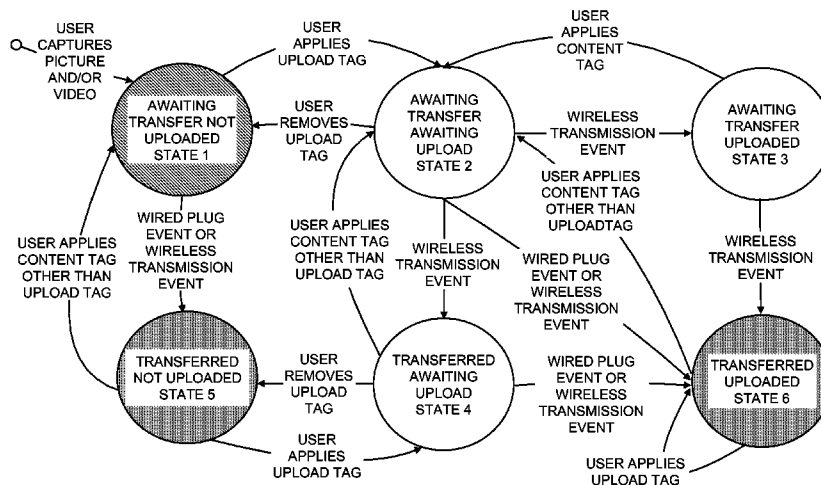 USER
CAPTURES
PICTURE
AND/OR
VIDEO
USER
APPLIES
UPLOAD TAG
USER
APPLIES
CONTENT
TAG
AWAITING
TRANSFER NOT
UPLOADED
STATE 1
USER
REMOVES
UPLOAD TAG
AWAITING
TRANSFER
AWAITING
UPLOAD
STATE 2
WIRELESS
TRANSMISSION
EVENT
AWAITING
TRANSFER
UPLOADED
STATE 3
USER APPLIES
CONTENT TAG
OTHER THAN
UPLOAD TAG
WIRED PLUG
EVENT OR
WIRELESS
TRANSMISSION
EVENT
USER APPLIES
CONTENT TAG
OTHER THAN
UPLOAD TAG
WIRELESS
TRANSMISSION
EVENT
USER APPLIES
CONTENT TAG
OTHER THAN
UPLOADTAG
WIRED PLUG
EVENT OR
WIRELESS
TRANSMISSION
EVENT
WIRELESS
TRANSMISSION
EVENT
TRANSFERRED
NOT UPLOADED
STATE 5
USER
REMOVES
UPLOAD
TAG
TRANSFERRED
AWAITING
UPLOAD
STATE 4
WIRED PLUG
EVENT OR
WIRELESS
TRANSMISSION
EVENT
TRANSFERRED
UPLOADED
STATE 6
USER
APPLIES
UPLOAD TAG
USER APPLIES
UPLOAD TAG